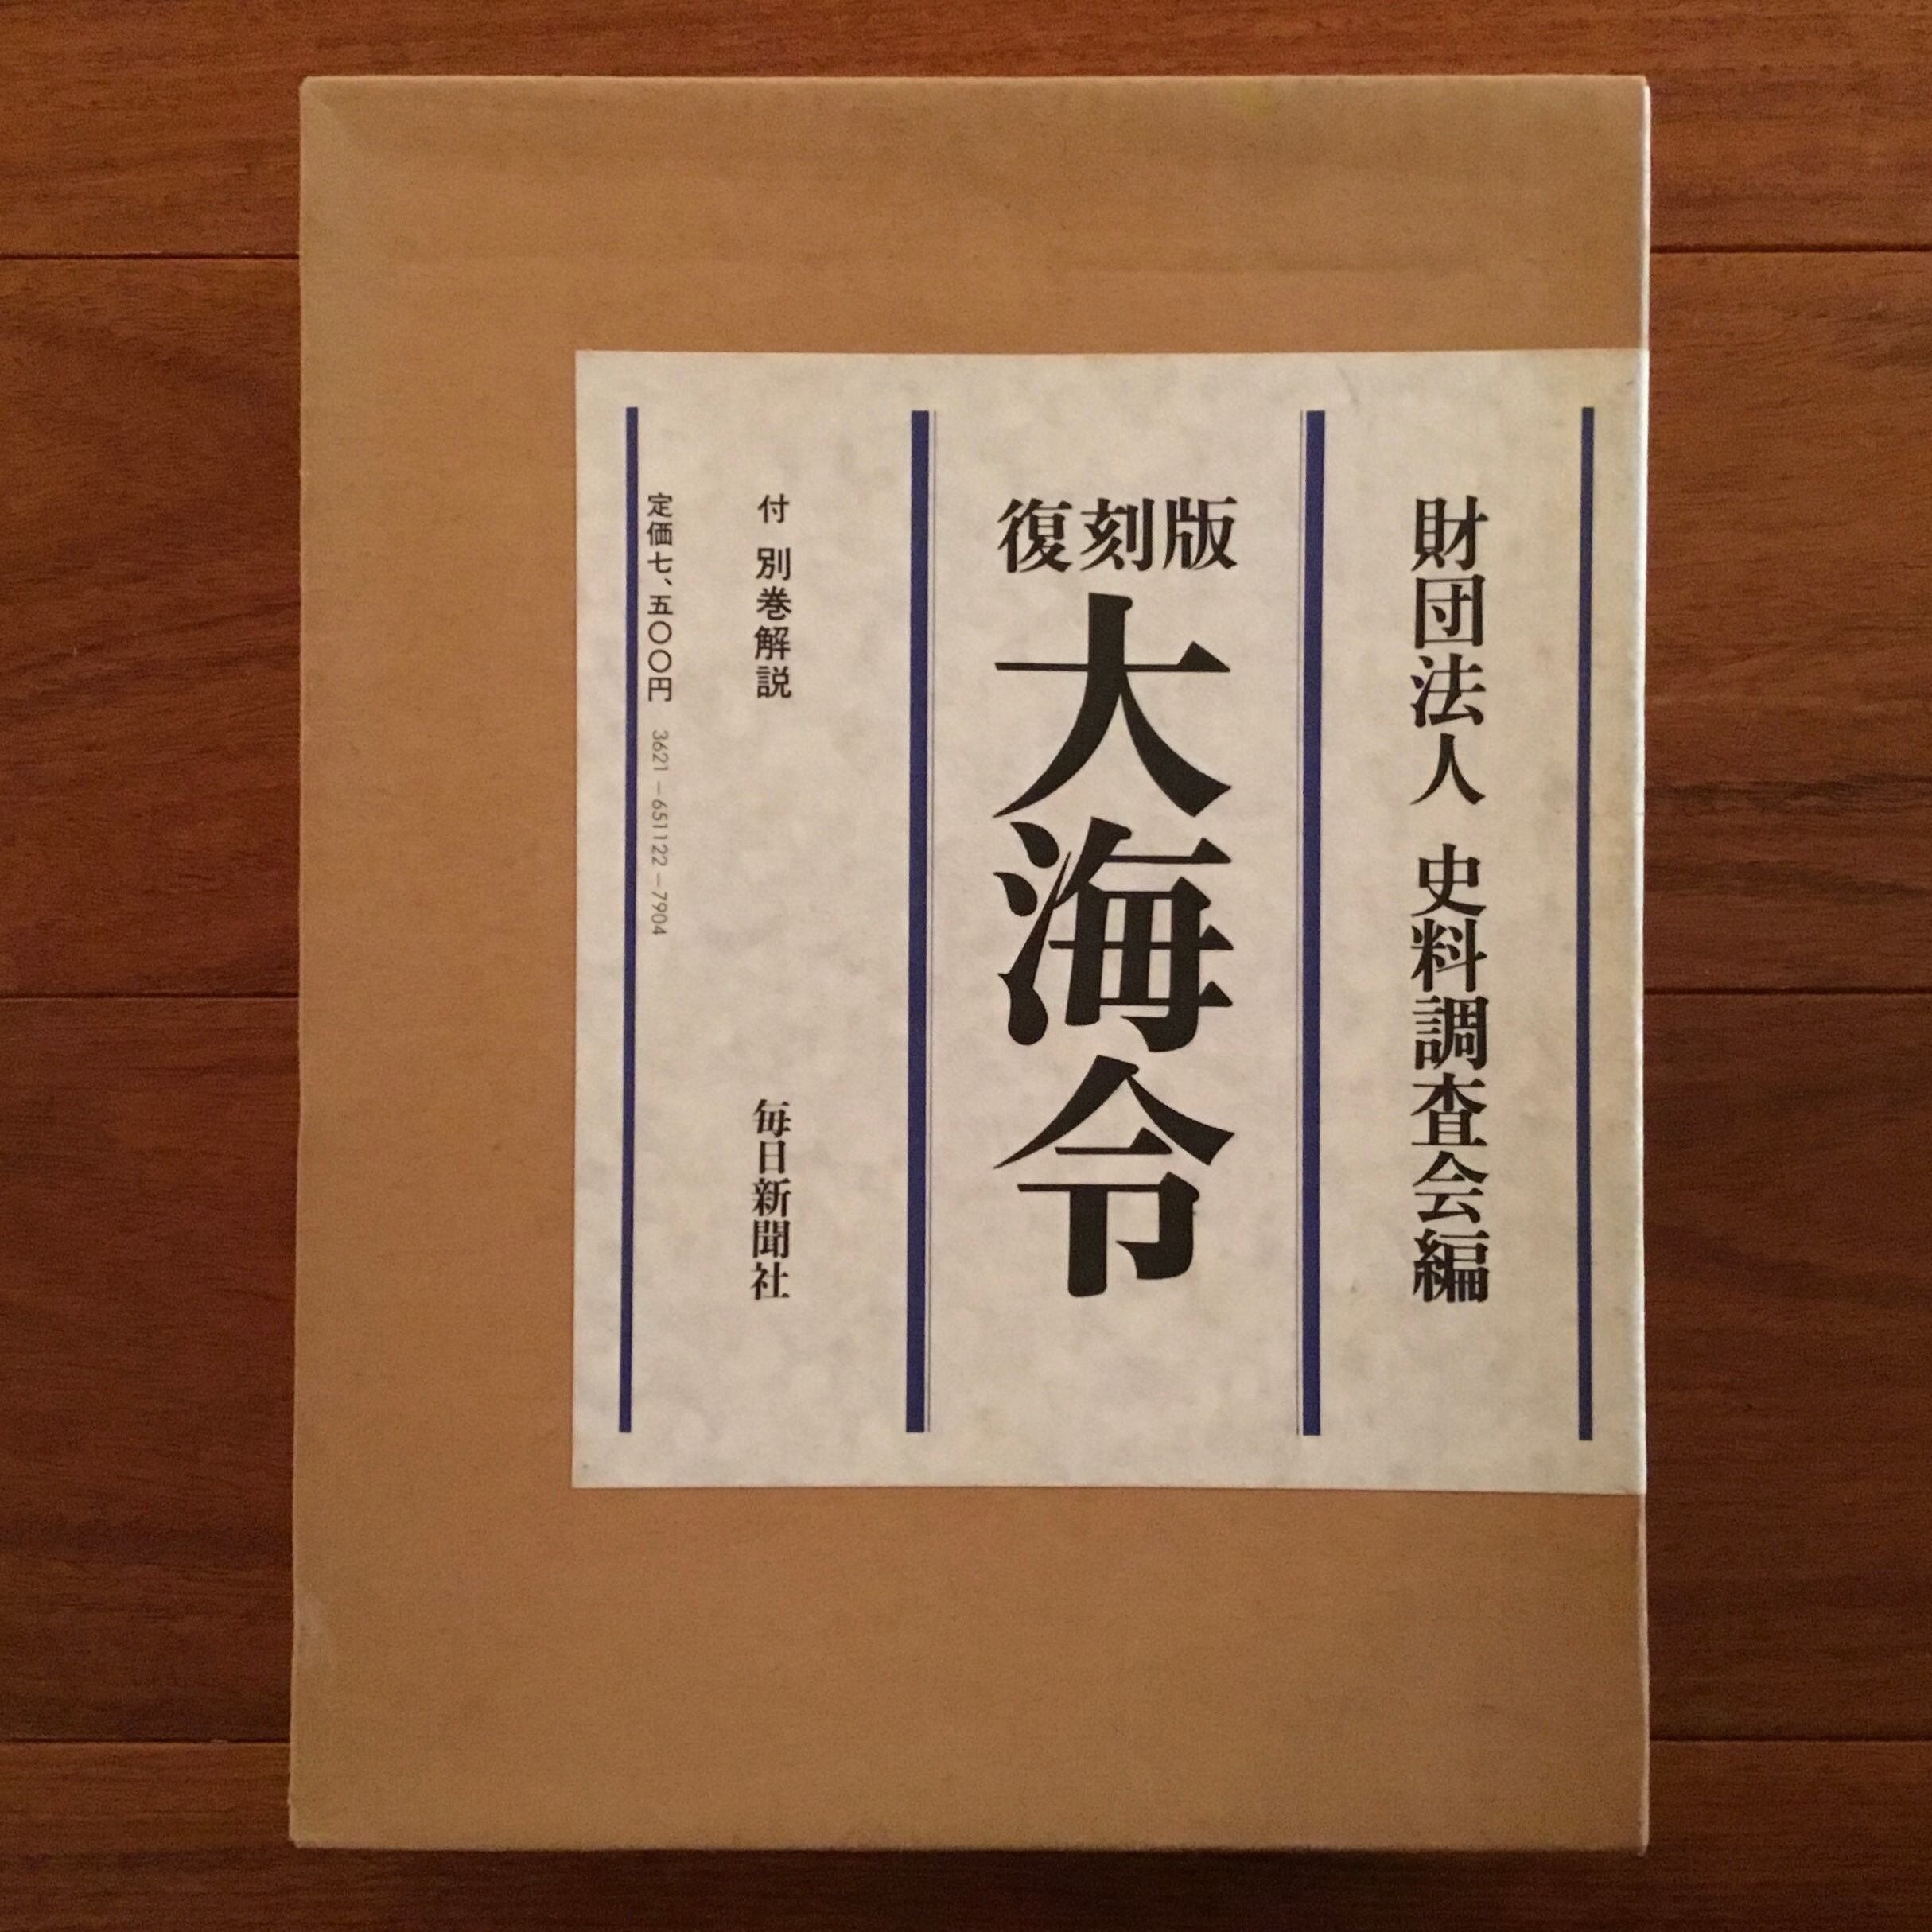 財団法人 史料調査会編
復刻版
大海令
付 別巻解説
毎日新聞社
定価七、五〇〇円 3621-651122-7904